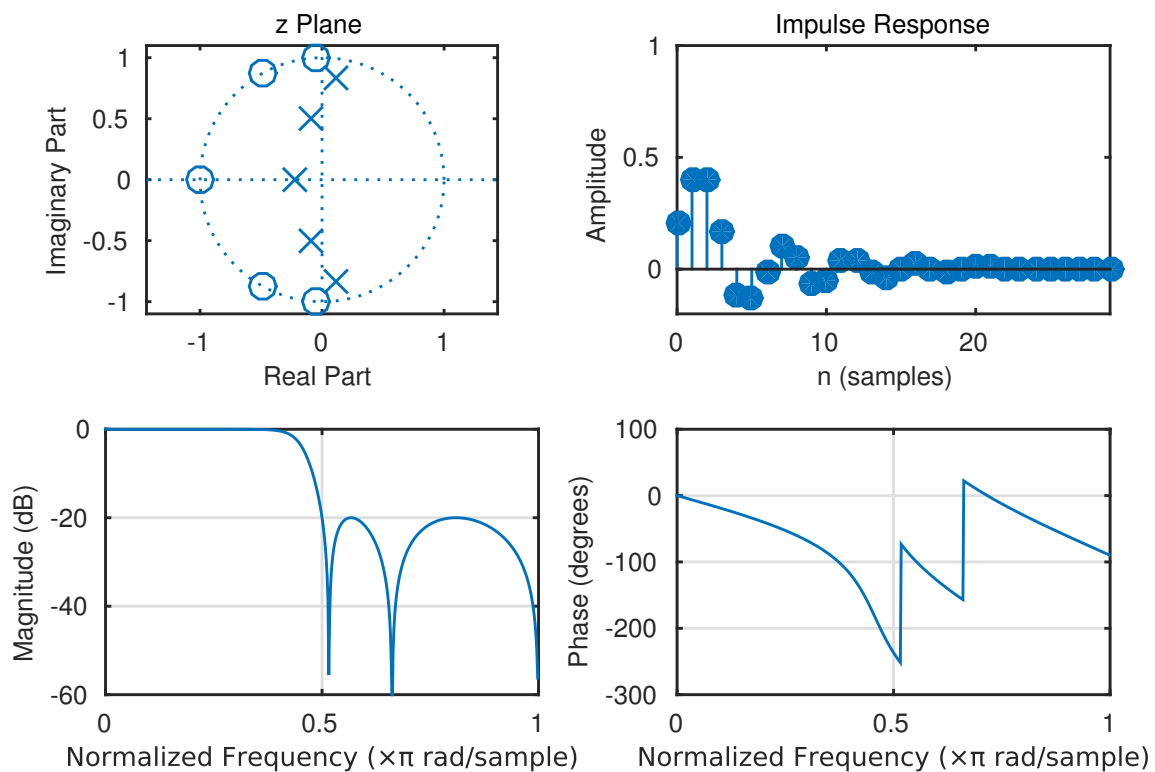 z Plane
Imaginary Part
1
0.5
0
-0.5
-1
-1
0
1
Real Part
Impulse Response
Amplitude
1
0.5
0
0
10
20
n (samples)
Magnitude (dB)
0
-20
-40
-60
0
0.5
1
Normalized Frequency (×π rad/sample)
Phase (degrees)
100
0
-100
-200
-300
0
0.5
1
Normalized Frequency (×π rad/sample)